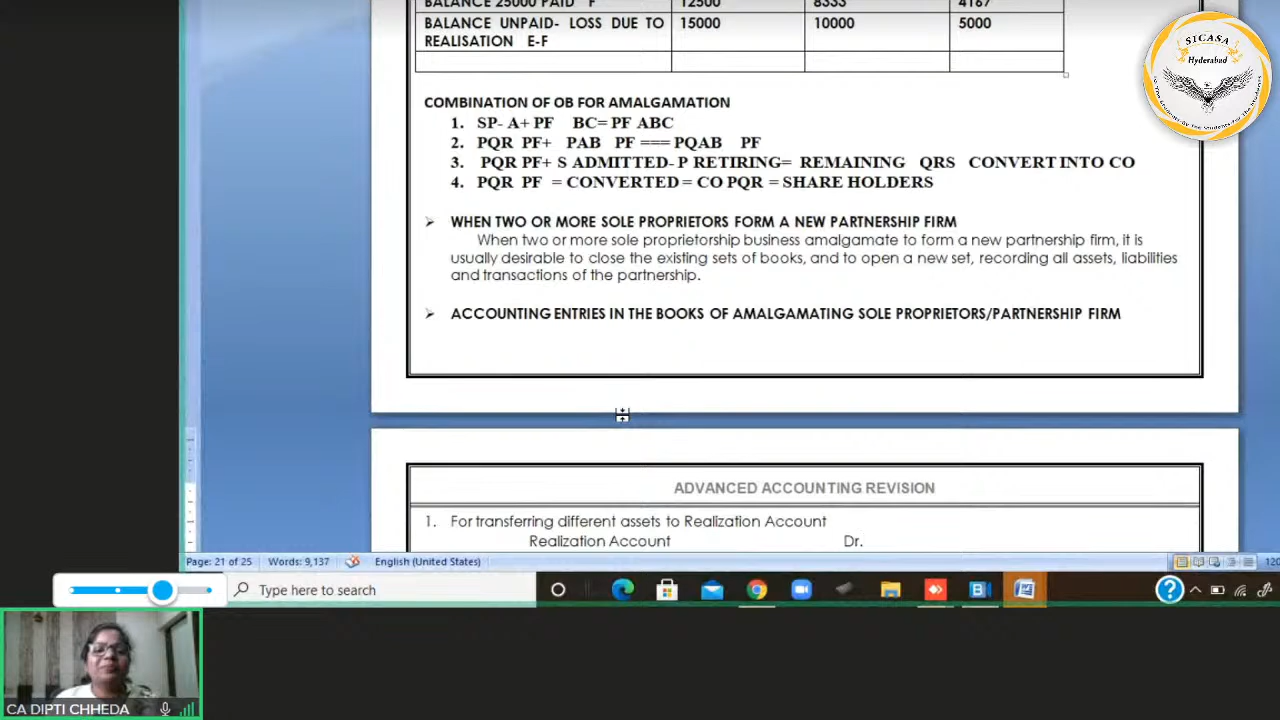 BALANCE 25000 PAID F 12500 8333 4167
BALANCE UNPAID- LOSS DUE TO 15000 10000 5000
REALISATION E-F
COMBINATION OF OB FOR AMALGAMATION
1. SP- A+ PF BC= PF ABC
2. PQR PF+ PAB PF === PQAB PF
3. PQR PF+ S ADMITTED- P RETIRING= REMAINING QRS CONVERT INTO CO
4. PQR PF = CONVERTED = CO PQR = SHARE HOLDERS
WHEN TWO OR MORE SOLE PROPRIETORS FORM A NEW PARTNERSHIP FIRM
When two or more sole proprietorship business amalgamate to form a new partnership firm, it is
usually desirable to close the existing sets of books, and to open a new set, recording all assets, liabilities
and transactions of the partnership.
ACCOUNTING ENTRIES IN THE BOOKS OF AMALGAMATING SOLE PROPRIETORS/PARTNERSHIP FIRM
ADVANCED ACCOUNTING REVISION
1. For transferring different assets to Realization Account
Realization Account Dr.
Page: 21 of 25 Words: 9,137 English (United States) 120
Type here to search
CA DIPTI CHHEDA
SICASA
Hyderabad